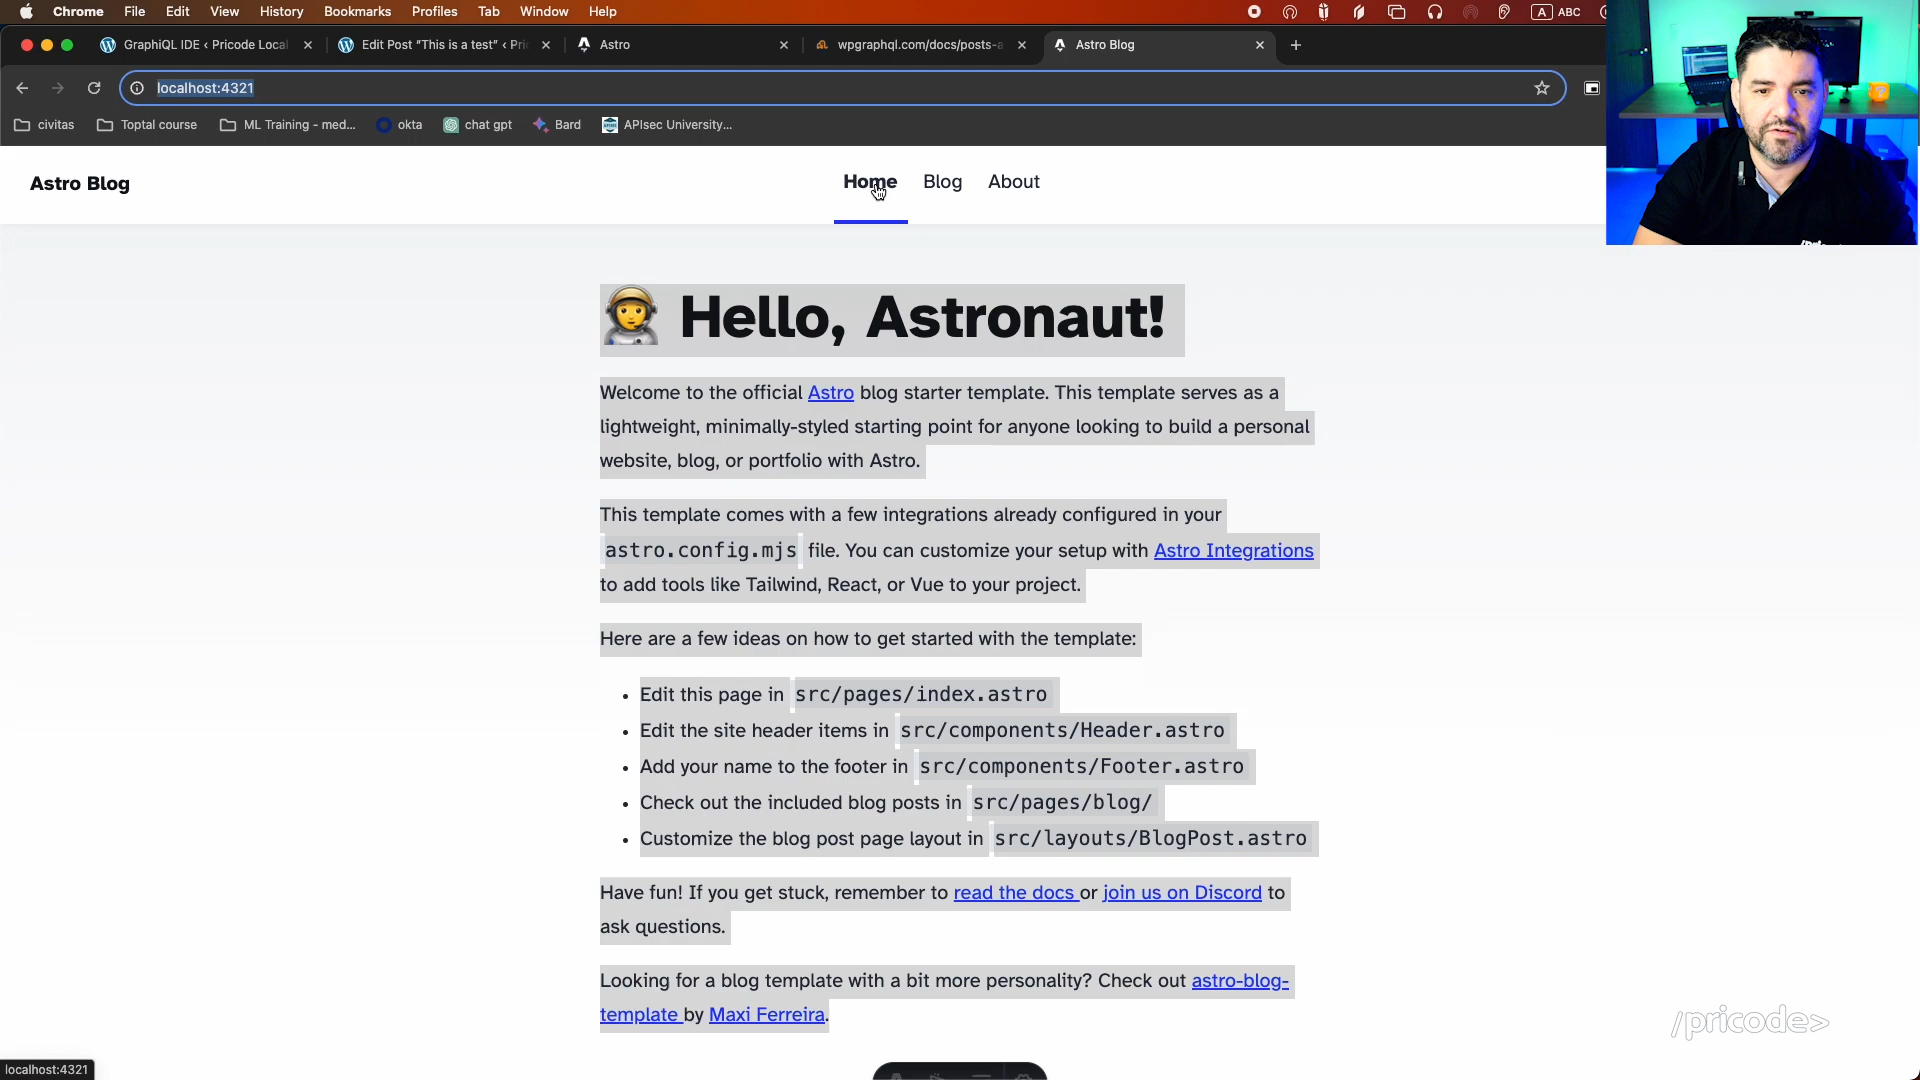 Chrome File Edit View History Bookmarks Profiles Tab Window Help
A ABC
GraphiQL IDE ‹ Pricode Local
Edit Post "This is a test" ‹ Pri
Astro
wpgraphql.com/docs/posts-a
Astro Blog
localhost:4321
civitas
Toptal course
ML Training - med...
okta
chat gpt
Bard
APIsec University...
Astro Blog
Home Blog About
Hello, Astronaut!
Welcome to the official Astro blog starter template. This template serves as a
lightweight, minimally-styled starting point for anyone looking to build a personal
website, blog, or portfolio with Astro.
This template comes with a few integrations already configured in your
astro.config.mjs file. You can customize your setup with Astro Integrations
to add tools like Tailwind, React, or Vue to your project.
Here are a few ideas on how to get started with the template:
• Edit this page in src/pages/index.astro
• Edit the site header items in src/components/Header.astro
• Add your name to the footer in src/components/Footer.astro
• Check out the included blog posts in src/pages/blog/
• Customize the blog post page layout in src/layouts/BlogPost.astro
Have fun! If you get stuck, remember to read the docs or join us on Discord to
ask questions.
Looking for a blog template with a bit more personality? Check out astro-blog-
template by Maxi Ferreira.
/pricode>
localhost:4321